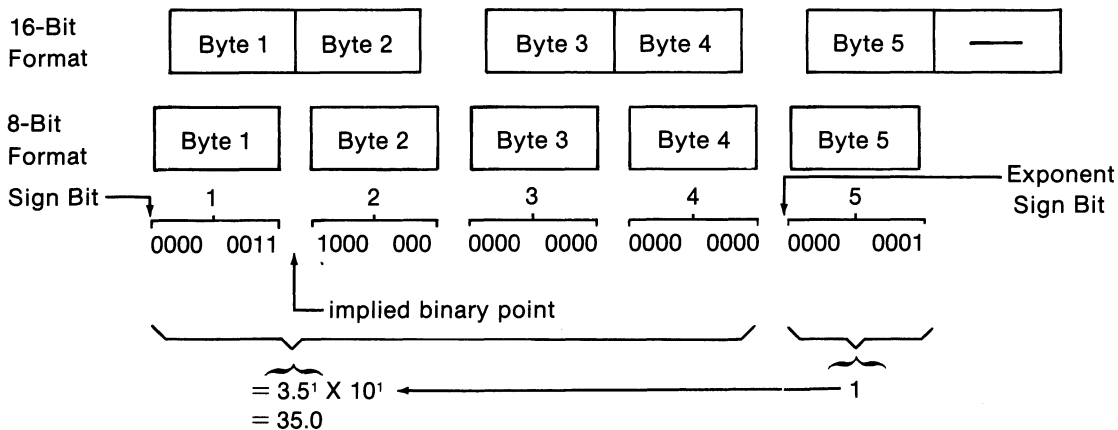 16-Bit
Format
Byte 1 Byte 2 Byte 3 Byte 4 Byte 5 —
8-Bit
Format
Byte 1 Byte 2 Byte 3 Byte 4 Byte 5
Sign Bit 1 2 3 4 5 Exponent
Sign Bit
0000 0011 1000 000 0000 0000 0000 0000 0000 0001
implied binary point
= 3.5¹ X 10¹ 1
= 35.0